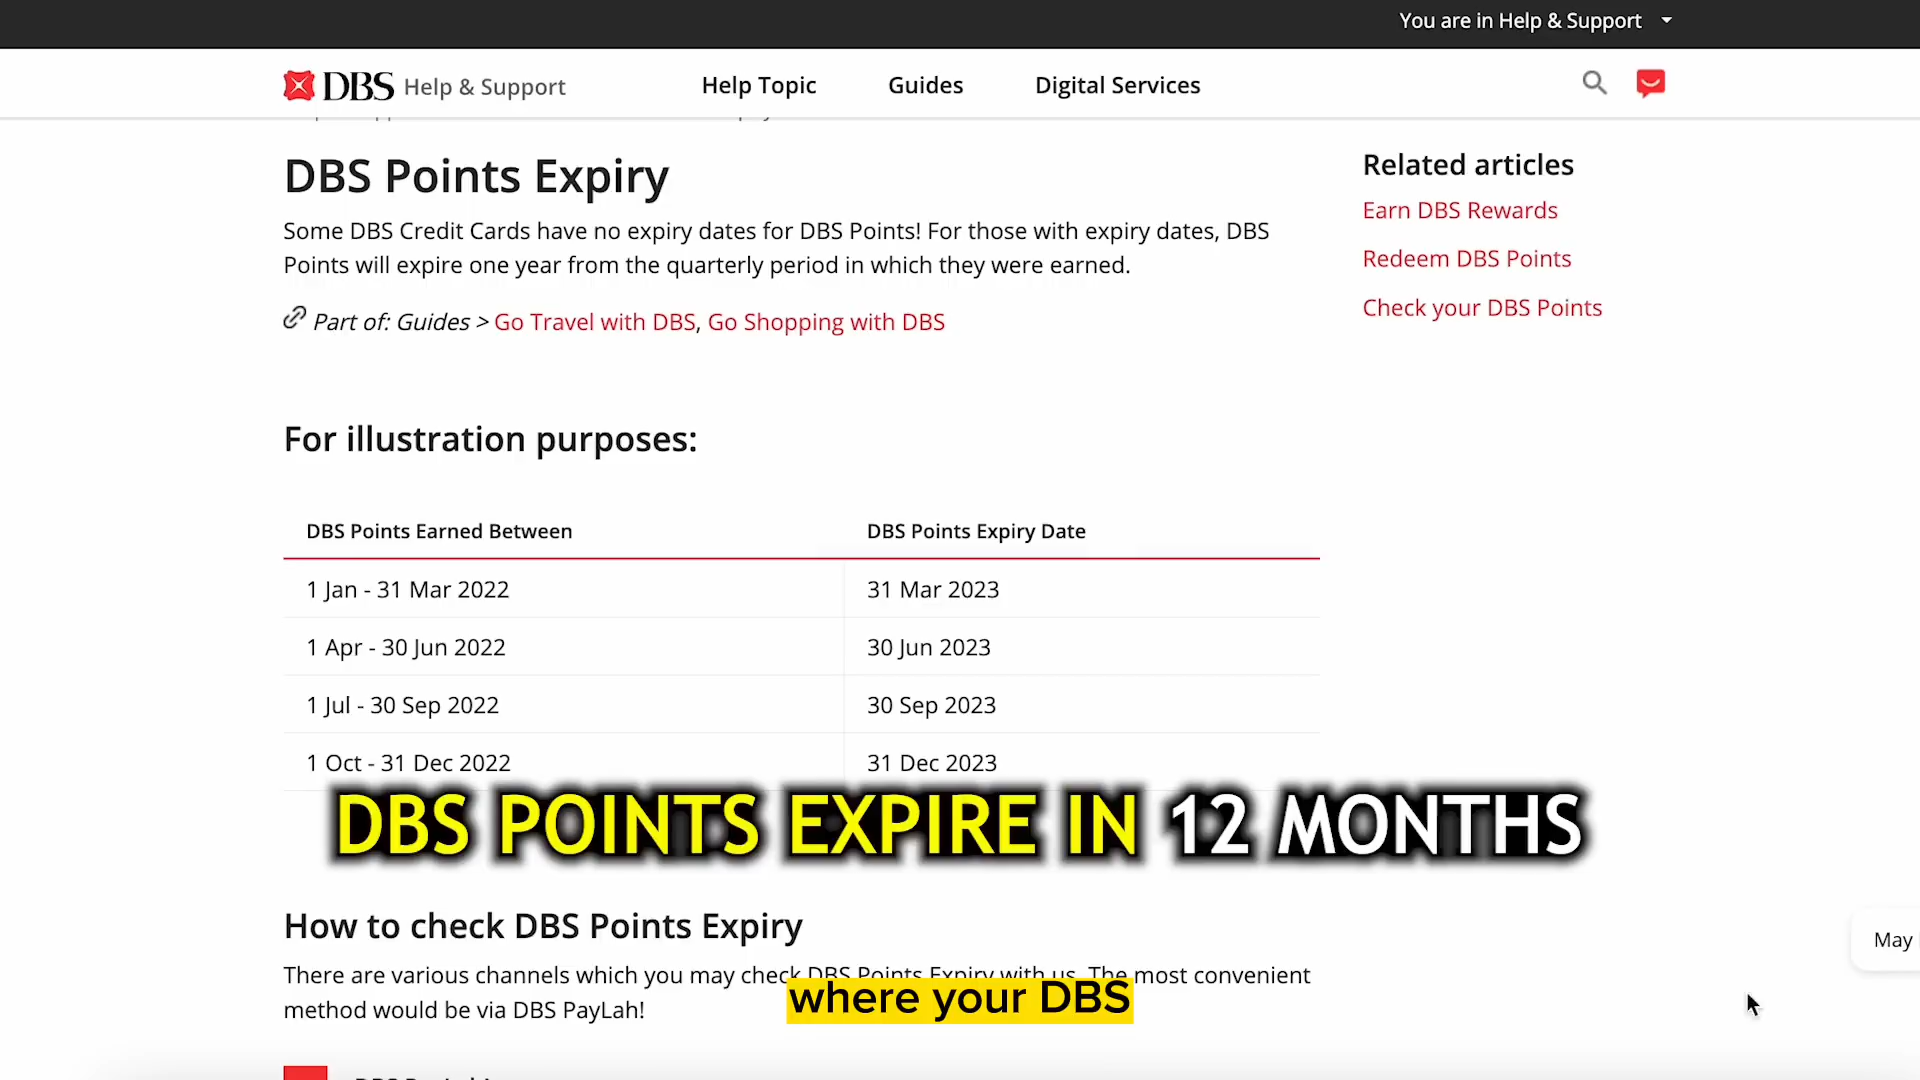 You are in Help & Support
DBS Help & Support
Help Topic
Guides
Digital Services
DBS Points Expiry
Some DBS Credit Cards have no expiry dates for DBS Points! For those with expiry dates, DBS
Points will expire one year from the quarterly period in which they were earned.
Part of: Guides > Go Travel with DBS, Go Shopping with DBS
Related articles
Earn DBS Rewards
Redeem DBS Points
Check your DBS Points
For illustration purposes:
DBS Points Earned Between
DBS Points Expiry Date
1 Jan - 31 Mar 2022
31 Mar 2023
1 Apr - 30 Jun 2022
30 Jun 2023
1 Jul - 30 Sep 2022
30 Sep 2023
1 Oct - 31 Dec 2022
31 Dec 2023
DBS POINTS EXPIRE IN 12 MONTHS
How to check DBS Points Expiry
There are various channels which you may check DBS Points Expiry with us. The most convenient
method would be via DBS PayLah!
where your DBS
May